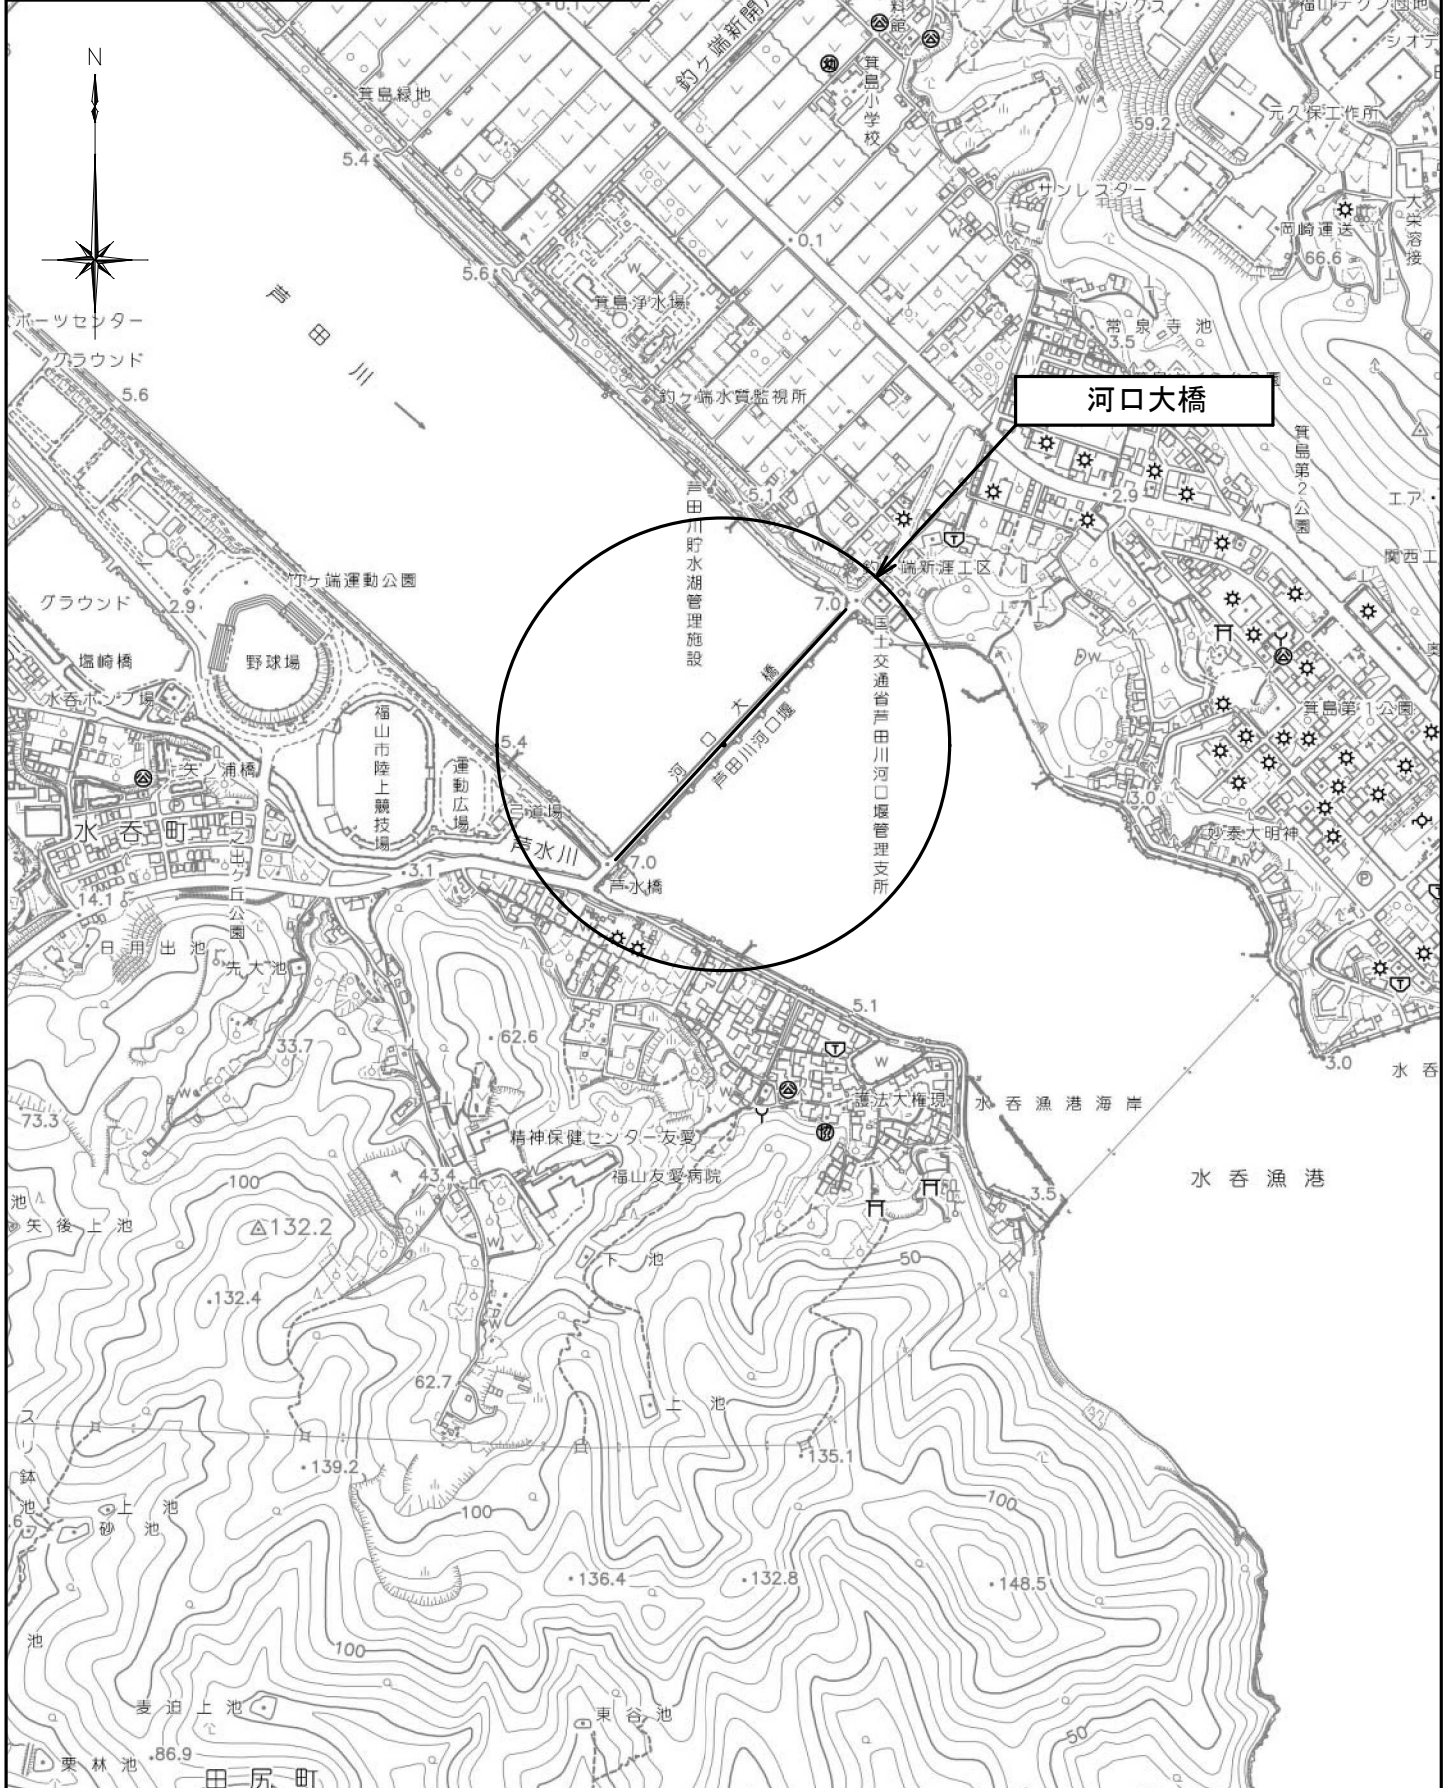 N
箕島緑地
5.4
釣ヶ端新開
箕島小学校
元久保工作所
59.2
サンレスター
岡崎運送
66.6
大栄溶接
0.1
5.6
箕島浄水場
芦田川
スポーツセンター
グラウンド
5.6
常泉寺池
3.5
釣ヶ端水質監視所
河口大橋
箕島第2公園
エア・
関西工
5.1
2.9
芦田川貯水湖管理施設
釣ヶ端新涯工区
7.0
竹ヶ端運動公園
グラウンド
2.9
塩崎橋
野球場
水呑ポンプ場
福山市陸上競技場
運動広場
5.4
弓道場
河口大橋
芦田川河口堰
国土交通省芦田川河口堰管理支所
箕島第1公園
矢ノ浦橋
水呑町
日之出ヶ丘公園
芦水川
7.0
芦水橋
3.1
14.1
3.0
妙泰大明神
日用出池
先大池
33.7
62.6
5.1
3.0
水呑
73.3
護法大権現
水呑漁港海岸
精神保健センター友愛
福山友愛病院
水呑漁港
43.4
3.5
100
池
矢後上池
132.2
132.4
下池
50
62.7
上池
スリ鉢池
139.2
135.1
上池
砂池
100
100
136.4
132.8
148.5
池
100
麦迫上池
東谷池
50
栗林池
86.9
田尻町